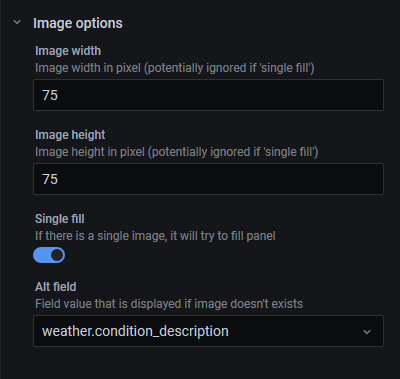 Image options
Image width
Image width in pixel (potentially ignored if 'single fill')
75
Image height
Image height in pixel (potentially ignored if 'single fill')
75
Single fill
If there is a single image, it will try to fill panel
Alt field
Field value that is displayed if image doesn't exists
weather.condition_description